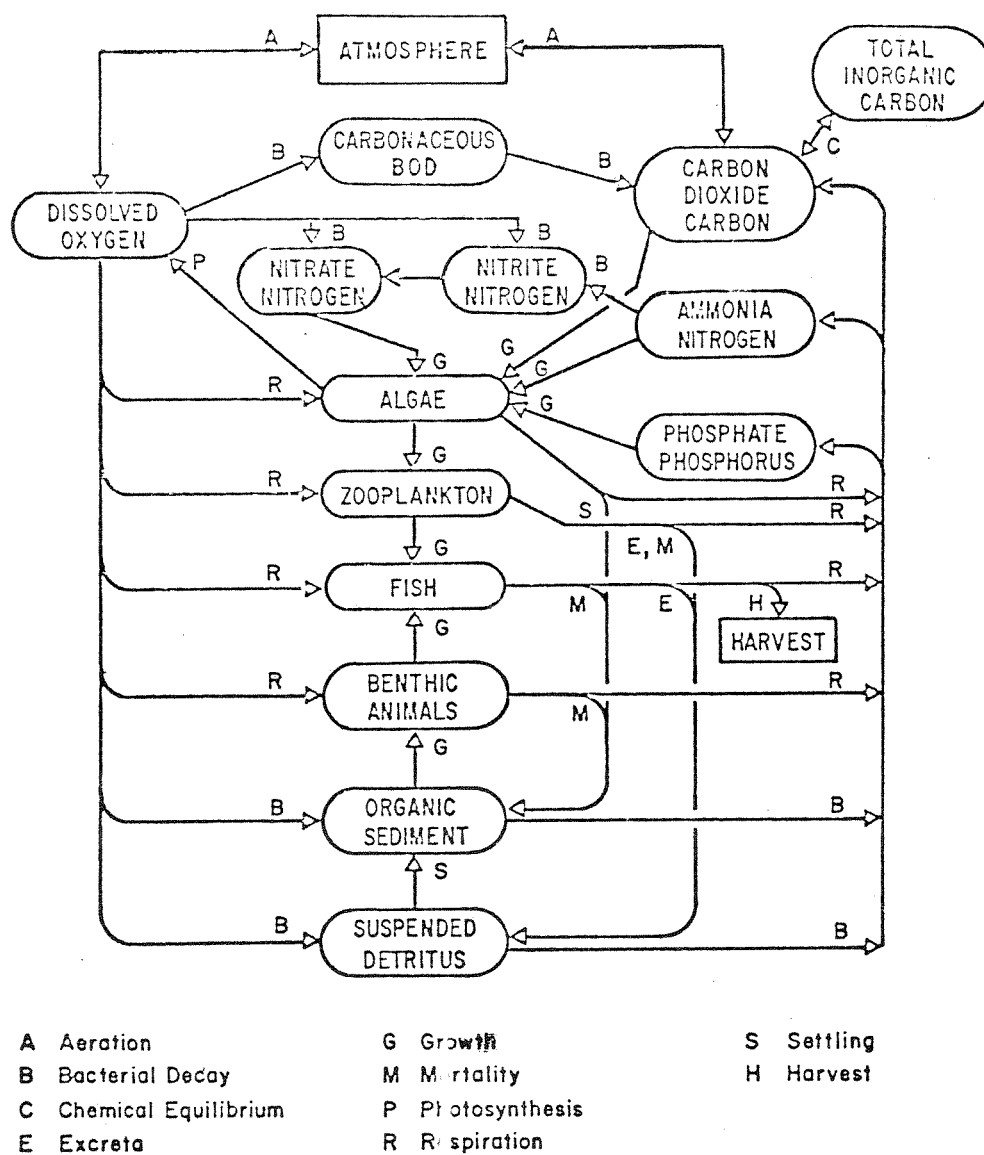 A
ATMOSPHERE
A
TOTAL
INORGANIC
CARBON
C
CARBONACEOUS
BOD
B
B
CARBON
DIOXIDE
CARBON
DISSOLVED
OXYGEN
B
B
P
NITRATE
NITROGEN
NITRITE
NITROGEN
B
AMMONIA
NITROGEN
G
G
G
R
ALGAE
G
PHOSPHATE
PHOSPHORUS
G
R
ZOOPLANKTON
R
S
R
E, M
G
R
FISH
M
E
H
R
HARVEST
G
R
BENTHIC
ANIMALS
M
R
G
B
ORGANIC
SEDIMENT
B
S
B
SUSPENDED
DETRITUS
B
A Aeration
B Bacterial Decay
C Chemical Equilibrium
E Excreta
G Growth
M Mortality
P Photosynthesis
R Respiration
S Settling
H Harvest